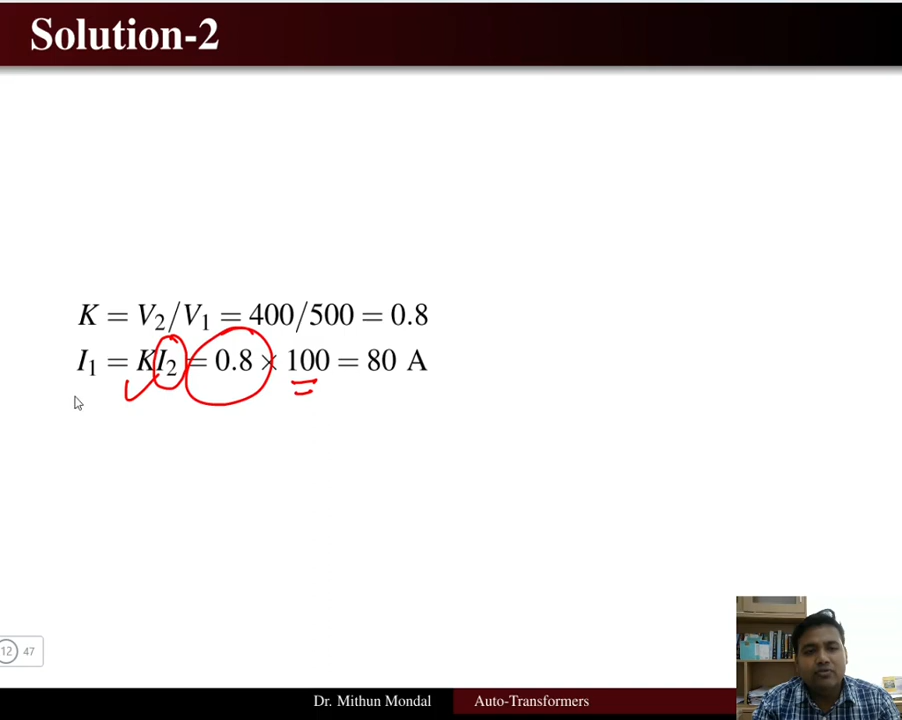 Solution-2
K = V₂/V₁ = 400/500 = 0.8
I₁ = KI₂ = 0.8 × 100 = 80 A
12 47
Dr. Mithun Mondal Auto-Transformers